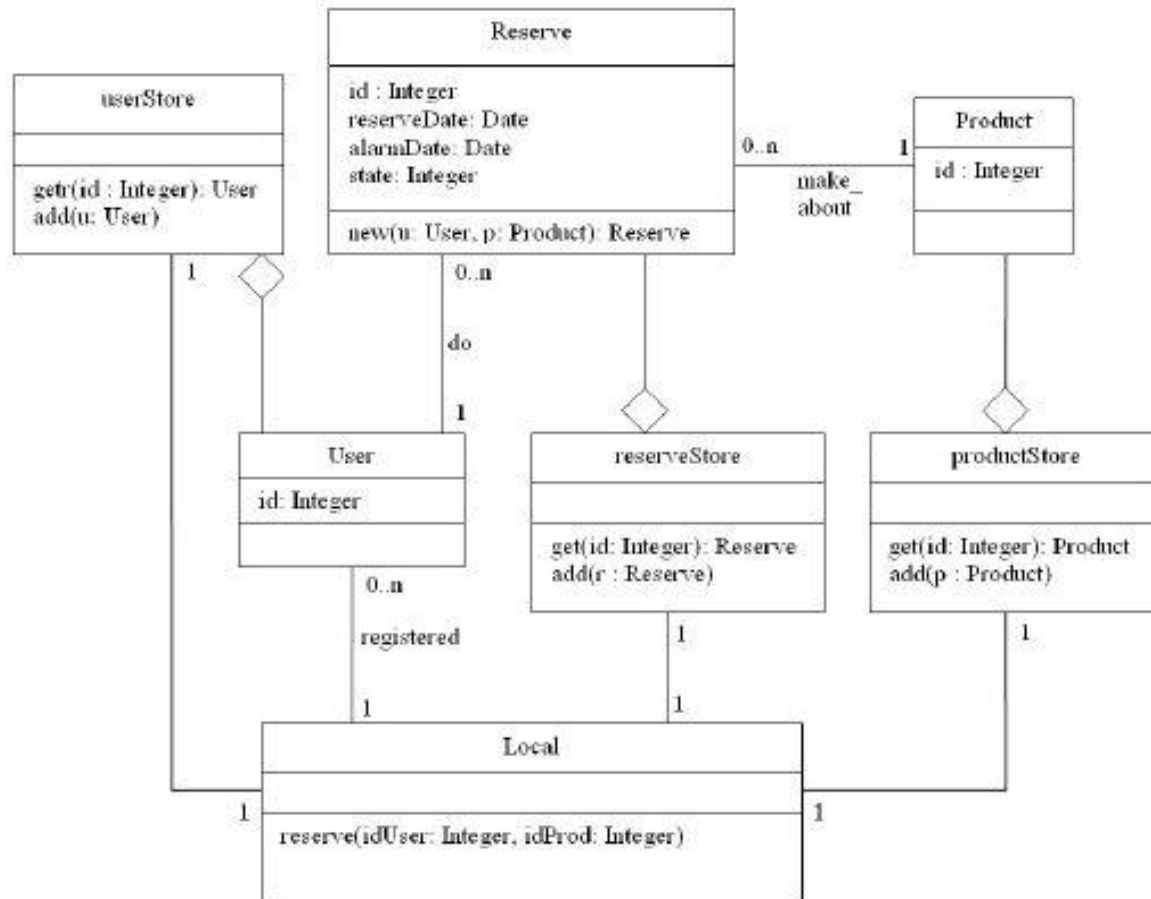 Reserve
id : Integer
reserveDate: Date
alarmDate: Date
state: Integer
new(u: User, p: Product): Reserve
userStore
getr(id : Integer): User
add(u: User)
Product
id : Integer
0..n
1
make_
about
1
0..n
do
1
User
id: Integer
reserveStore
get(id: Integer): Reserve
add(r : Reserve)
productStore
get(id: Integer): Product
add(p : Product)
0..n
registered
1
1
1
1
Local
reserve(idUser: Integer, idProd: Integer)
1
1